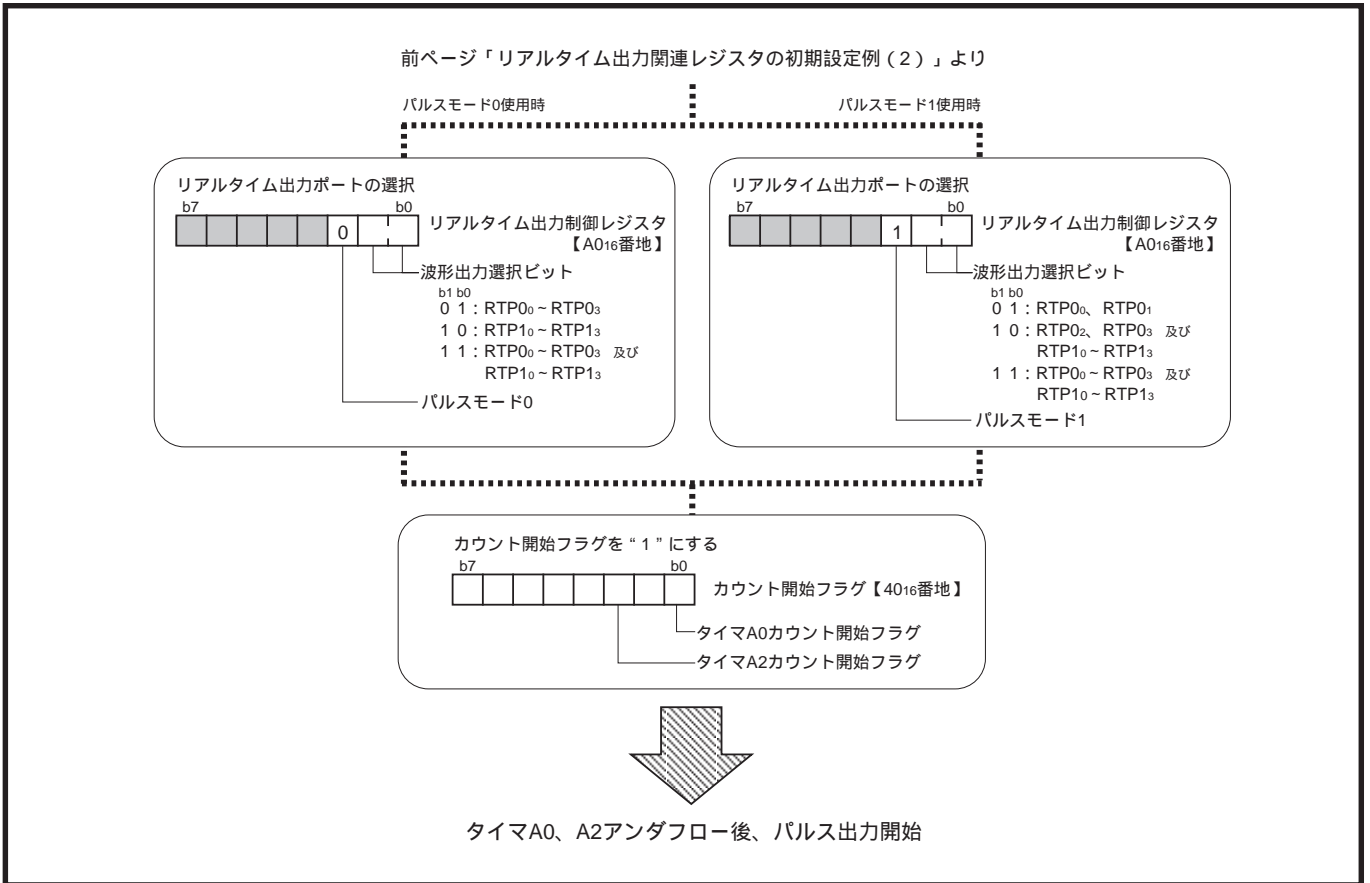 前ページ「リアルタイム出力関連レジスタの初期設定例（2）」より
パルスモード0使用時
パルスモード1使用時
リアルタイム出力ポートの選択
b7 b0
0
リアルタイム出力制御レジスタ
【A016番地】
波形出力選択ビット
b1 b0
0 1：RTP00～RTP03
1 0：RTP10～RTP13
1 1：RTP00～RTP03 及び
RTP10～RTP13
パルスモード0
リアルタイム出力ポートの選択
b7 b0
1
リアルタイム出力制御レジスタ
【A016番地】
波形出力選択ビット
b1 b0
0 1：RTP00、RTP01
1 0：RTP02、RTP03 及び
RTP10～RTP13
1 1：RTP00～RTP03 及び
RTP10～RTP13
パルスモード1
カウント開始フラグを“1”にする
b7 b0
カウント開始フラグ【4016番地】
タイマA0カウント開始フラグ
タイマA2カウント開始フラグ
タイマA0、A2アンダフロー後、パルス出力開始